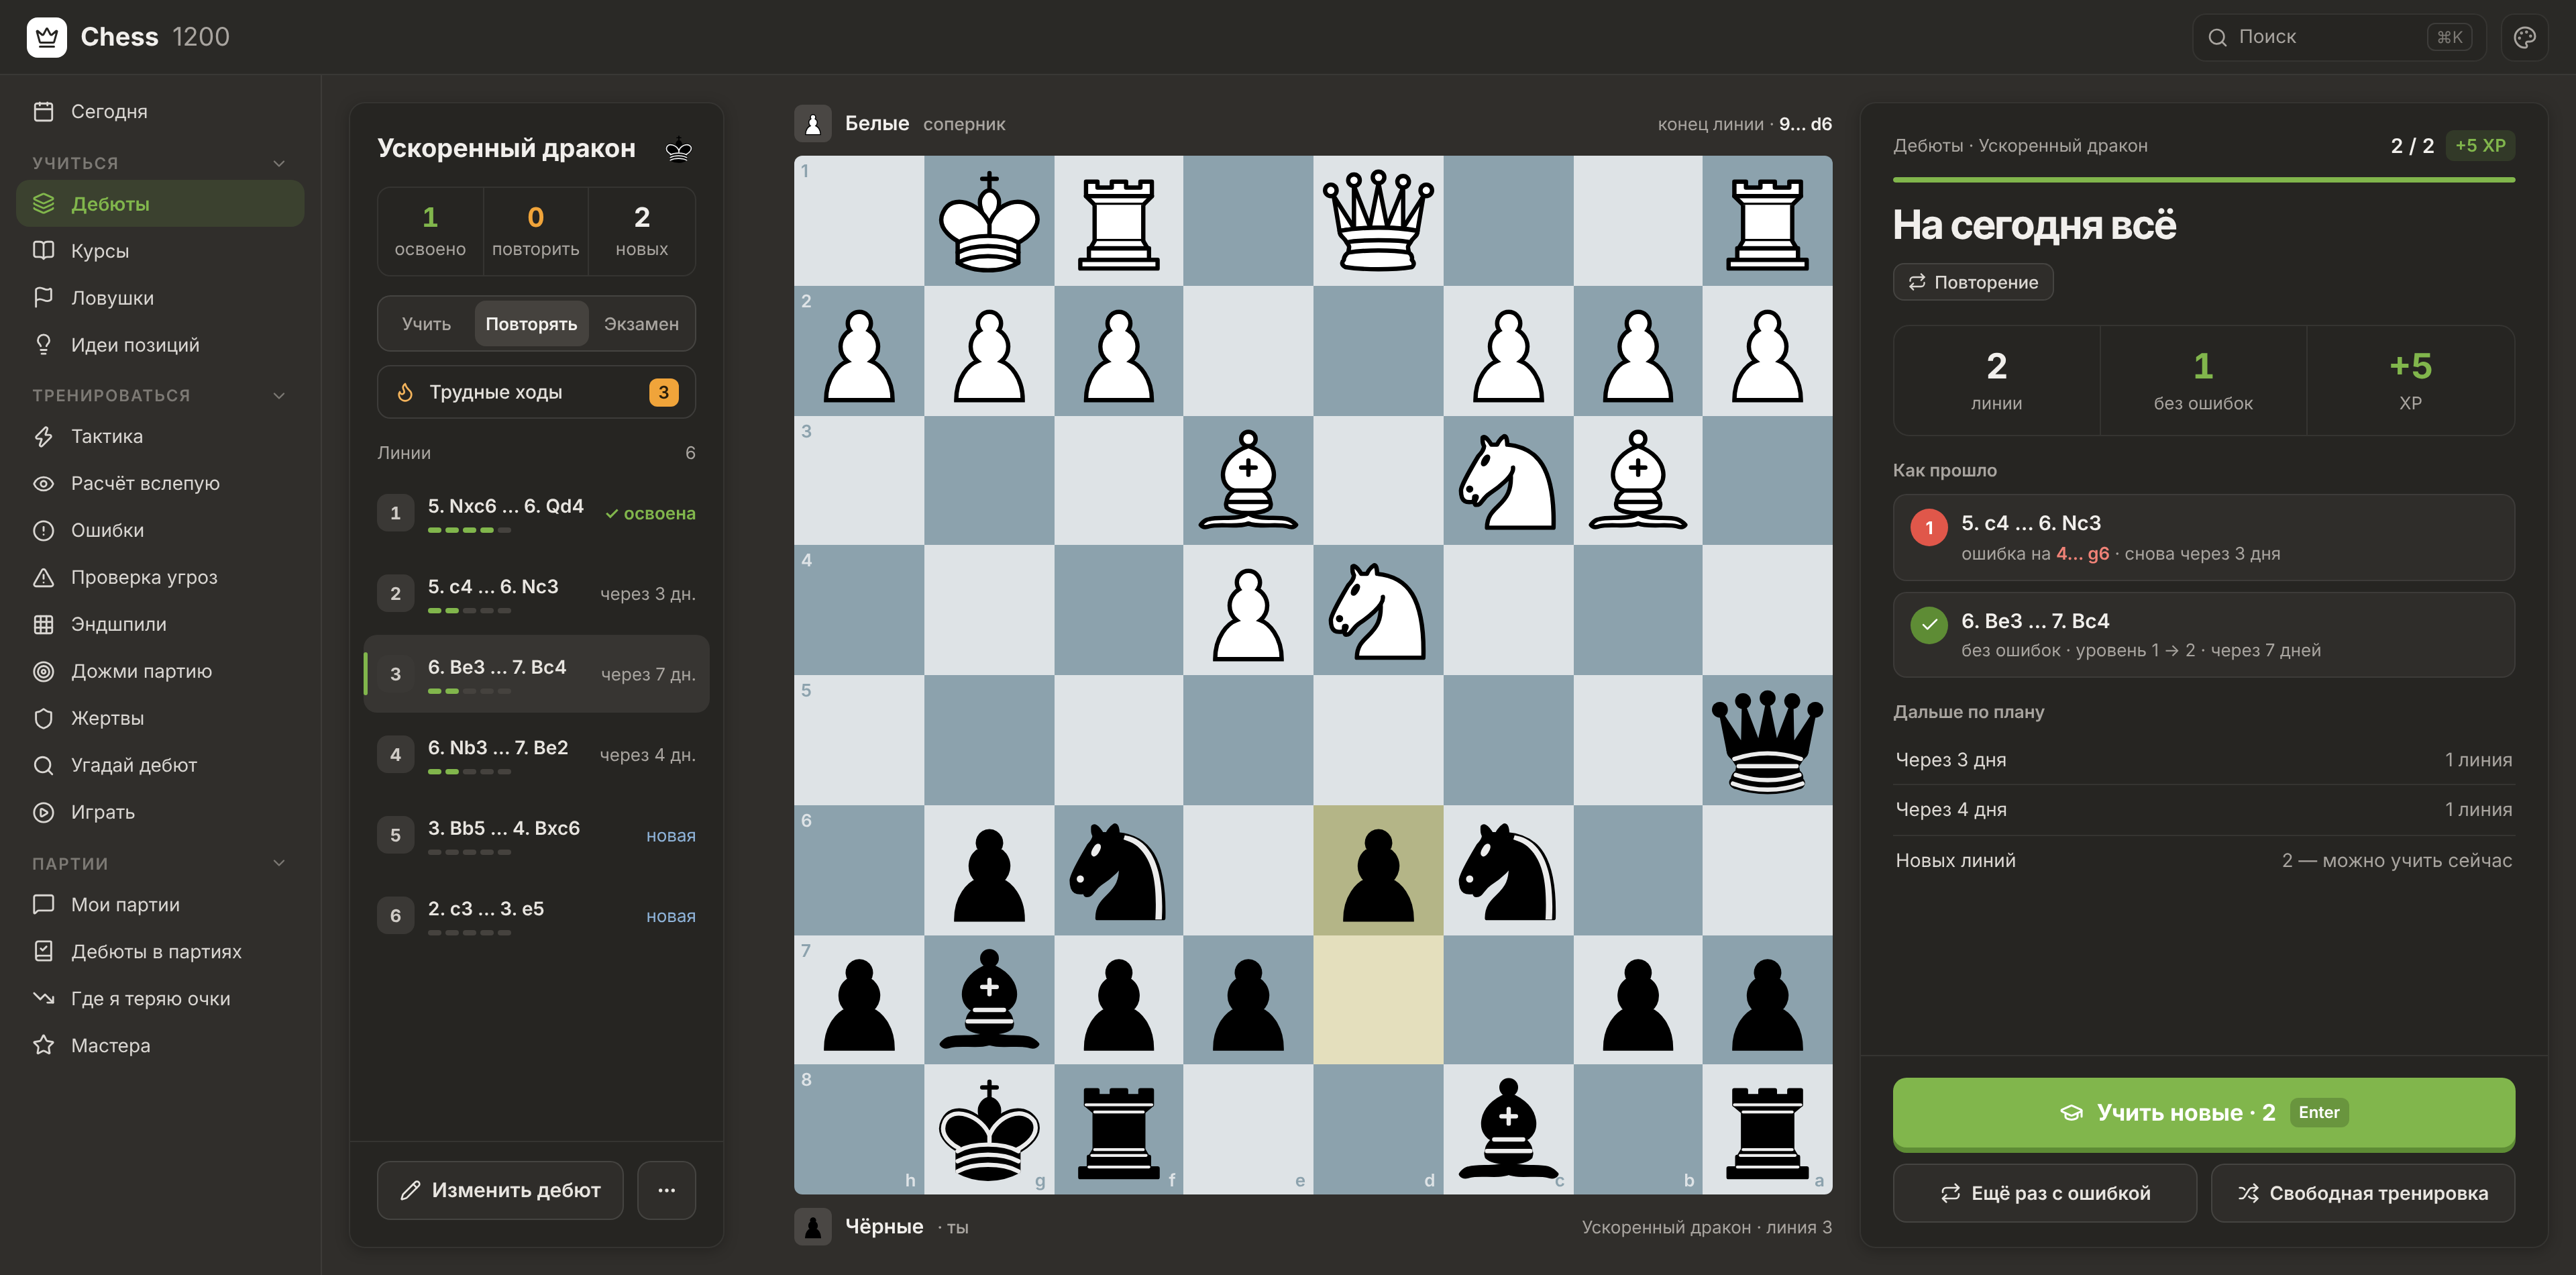 Chess 1200
Поиск ⌘K
Сегодня
УЧИТЬСЯ
Дебюты
Курсы
Ловушки
Идеи позиций
ТРЕНИРОВАТЬСЯ
Тактика
Расчёт вслепую
Ошибки
Проверка угроз
Эндшпили
Дожми партию
Жертвы
Угадай дебют
Играть
ПАРТИИ
Мои партии
Дебюты в партиях
Где я теряю очки
Мастера
Ускоренный дракон
1 0 2
освоено повторить новых
Учить Повторять Экзамен
Трудные ходы 3
Линии 6
1 5. Nxc6 ... 6. Qd4 освоена
2 5. c4 ... 6. Nc3 через 3 дн.
3 6. Be3 ... 7. Bc4 через 7 дн.
4 6. Nb3 ... 7. Be2 через 4 дн.
5 3. Bb5 ... 4. Bxc6 новая
6 2. c3 ... 3. e5 новая
Изменить дебют ...
Белые соперник конец линии · 9... d6
1
2
3
4
5
6
7
8
h g f e d c b a
Чёрные · ты Ускоренный дракон · линия 3
Дебюты · Ускоренный дракон 2 / 2 +5 XP
На сегодня всё
Повторение
2 1 +5
линии без ошибок XP
Как прошло
1 5. c4 ... 6. Nc3
ошибка на 4... g6 · снова через 3 дня
6. Be3 ... 7. Bc4
без ошибок · уровень 1 → 2 · через 7 дней
Дальше по плану
Через 3 дня 1 линия
Через 4 дня 1 линия
Новых линий 2 — можно учить сейчас
Учить новые · 2 Enter
Ещё раз с ошибкой Свободная тренировка